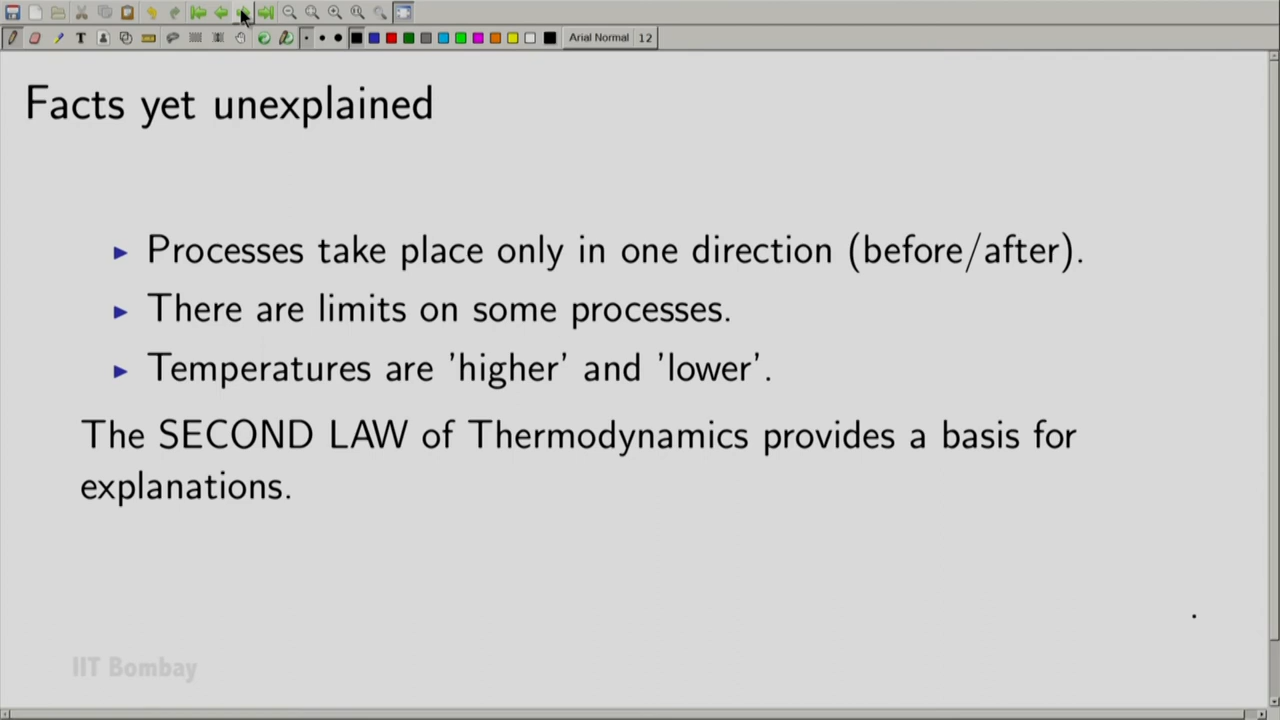 Arial Normal 12
Facts yet unexplained
Processes take place only in one direction (before/after).
There are limits on some processes.
Temperatures are 'higher' and 'lower'.
The SECOND LAW of Thermodynamics provides a basis for
explanations.
IIT Bombay